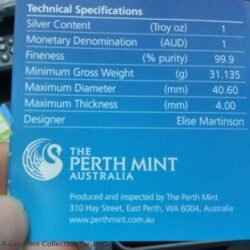 Technical Specifications
Silver Content (Troy oz) 1
Monetary Denomination (AUD) 1
Fineness (% purity) 99.9
Minimum Gross Weight (g) 31.135
Maximum Diameter (mm) 40.60
Maximum Thickness (mm) 4.00
Designer Elise Martinson
THE
PERTH MINT
AUSTRALIA
Produced and inspected by The Perth Mint
310 Hay Street, East Perth, WA 6004, Australia
www.perthmint.com.au